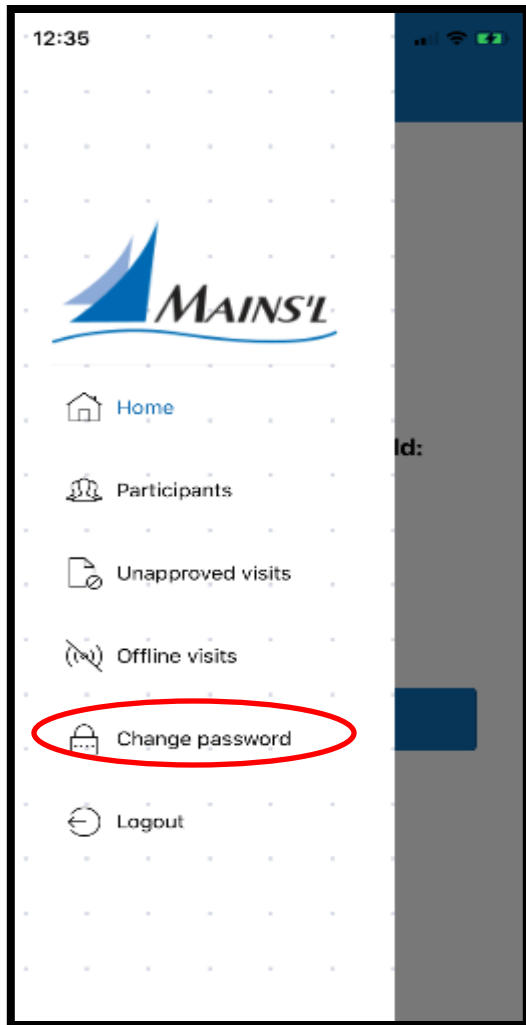 12:35
MAINS'L
Home
ld:
Participants
Unapproved visits
Offline visits
Change password
Logout